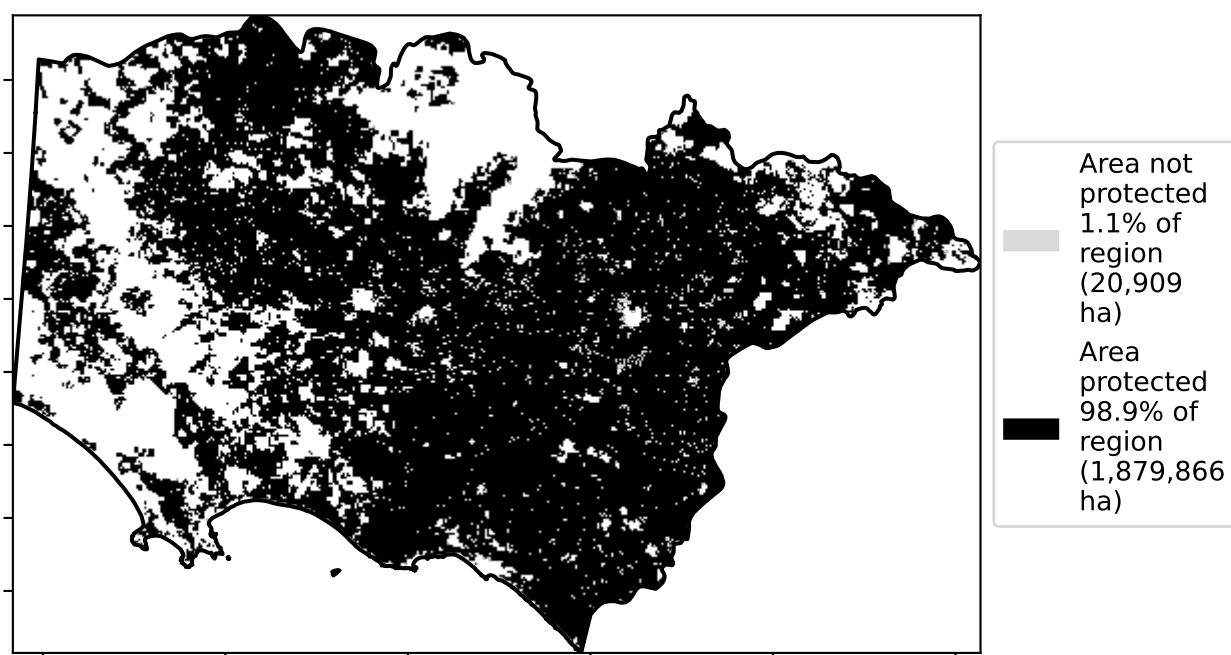 Area not
protected
1.1% of
region
(20,909
ha)
Area
protected
98.9% of
region
(1,879,866
ha)